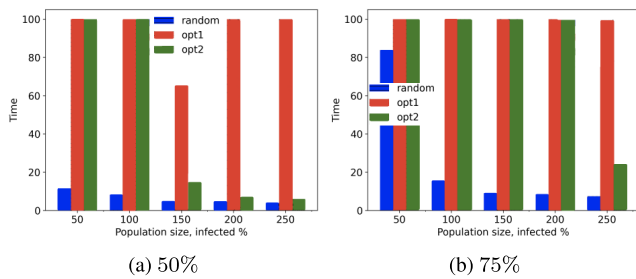 100
80
60
40
20
0
Time
random
opt1
opt2
50 100 150 200 250
Population size, infected %
(a) 50%
100
80
60
40
20
0
Time
random
opt1
opt2
50 100 150 200 250
Population size, infected %
(b) 75%